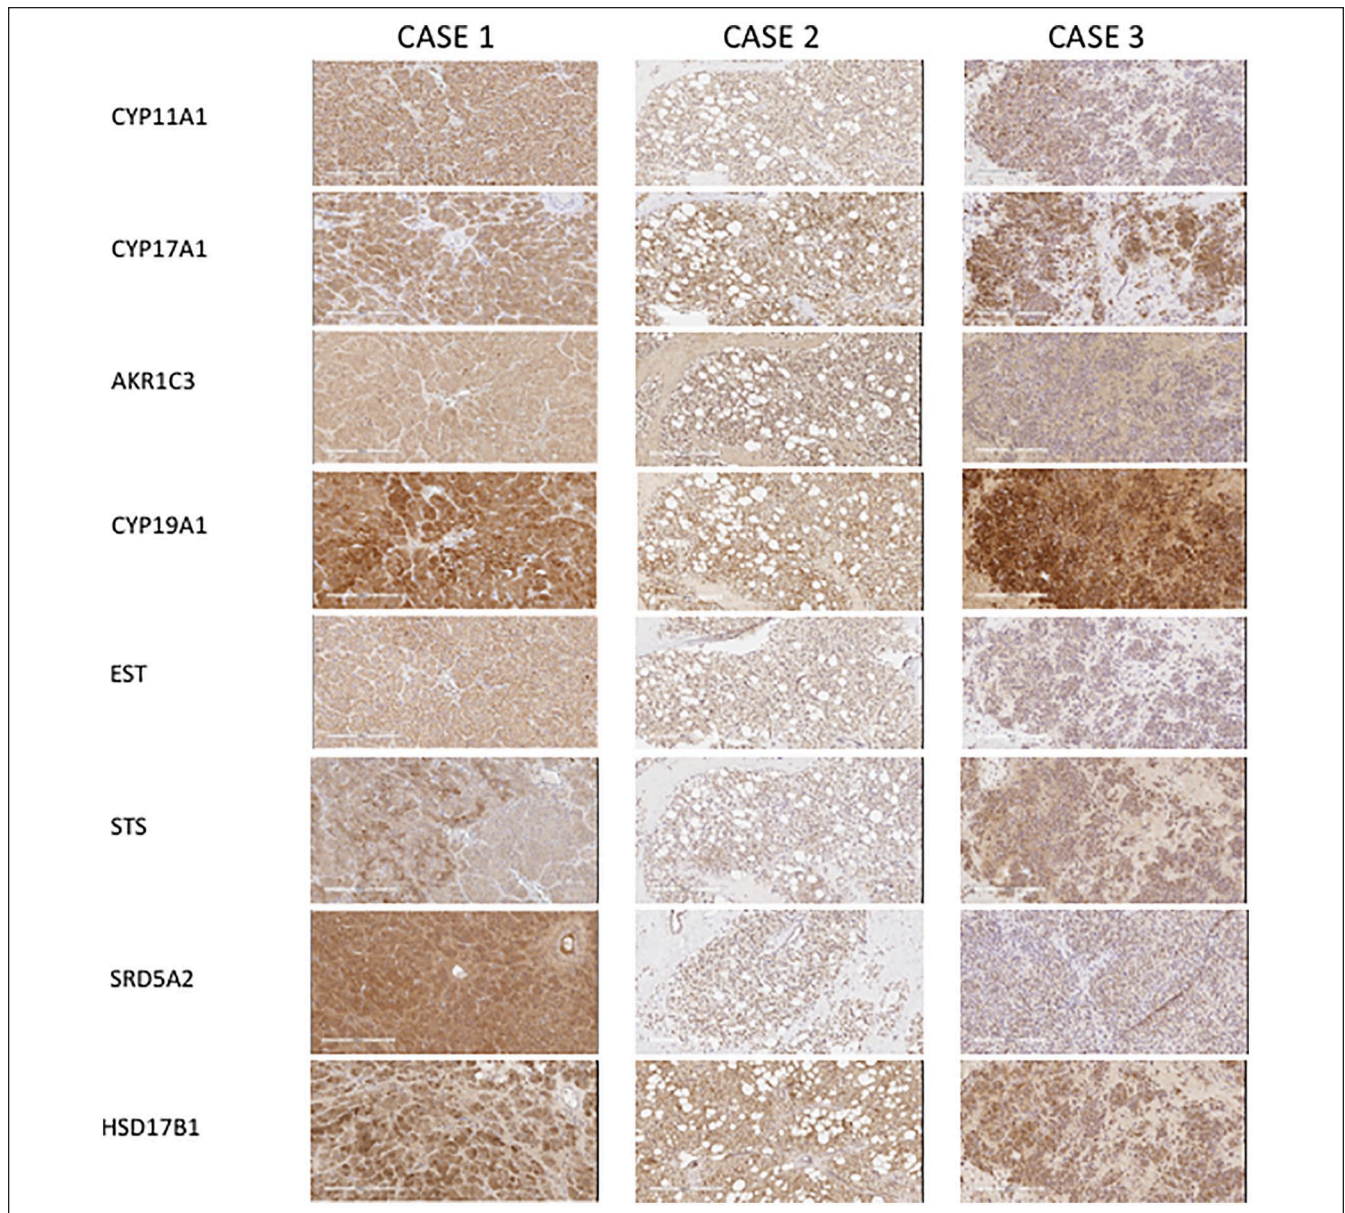 CASE 1 CASE 2 CASE 3
CYP11A1
CYP17A1
AKR1C3
CYP19A1
EST
STS
SRD5A2
HSD17B1